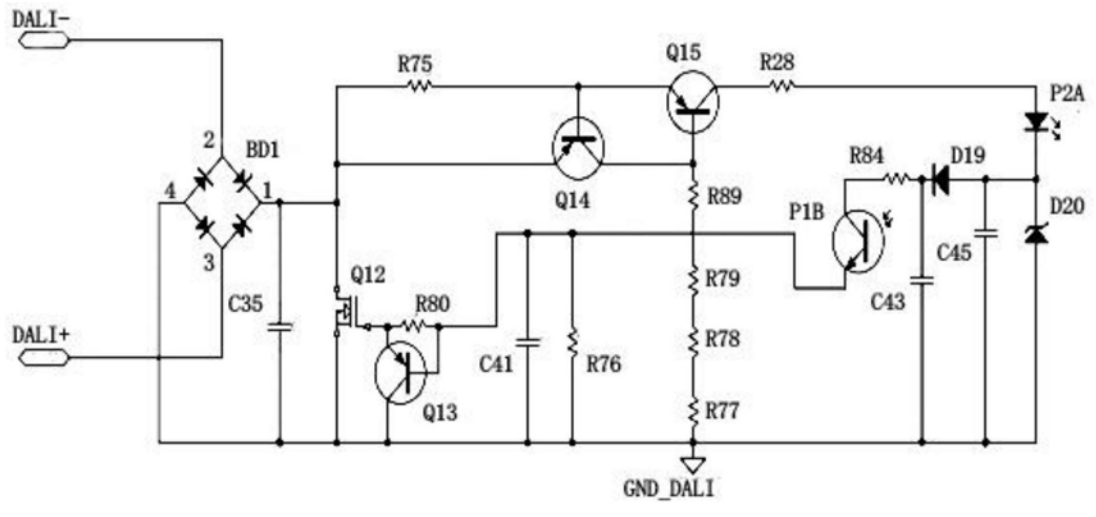 DALI-
Q15
R75
R28
P2A
2
BD1
R84
D19
4
1
Q14
R89
P1B
D20
3
Q12
C45
R79
C35
R80
C43
DALI+
C41
R76
R78
Q13
R77
GND_DALI